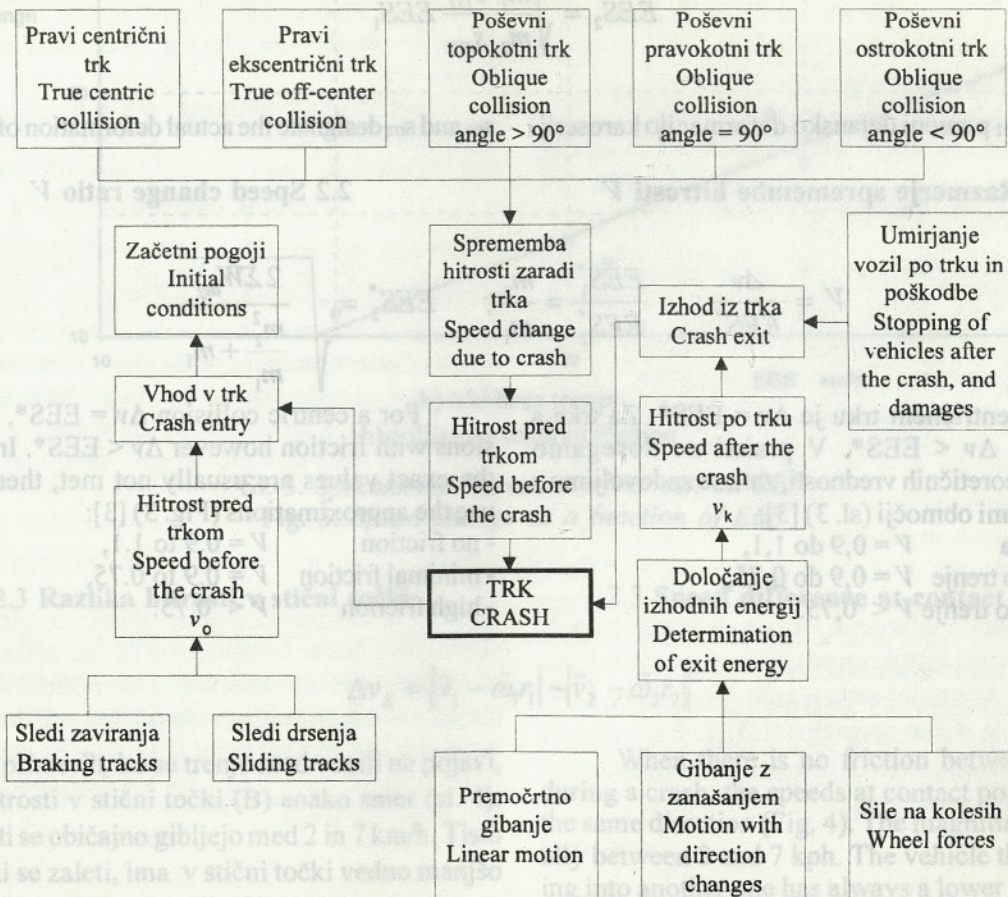 Pravi centrični
trk
True centric
collision
Pravi
ekscentrični trk
True off-center
collision
Poševni
topokotni trk
Oblique
collision
angle > 90°
Poševni
pravokotni trk
Oblique
collision
angle = 90°
Poševni
ostrokotni trk
Oblique
collision
angle < 90°
Začetni pogoji
Initial
conditions
Sprememba
hitrosti zaradi
trka
Speed change
due to crash
Izhod iz trka
Crash exit
Umirjanje
vozil po trku in
poškodbe
Stopping of
vehicles after
the crash, and
damages
Vhod v trk
Crash entry
Hitrost pred
trkom
Speed before
the crash
Hitrost po trku
Speed after the
crash
v_k
Hitrost pred
trkom
Speed before
the crash
v_o
TRK
CRASH
Določanje
izhodnih energij
Determination
of exit energy
Sledi zaviranja
Braking tracks
Sledi drsenja
Sliding tracks
Premočrtno
gibanje
Linear motion
Gibanje z
zanašanjem
Motion with
direction
changes
Sile na kolesih
Wheel forces